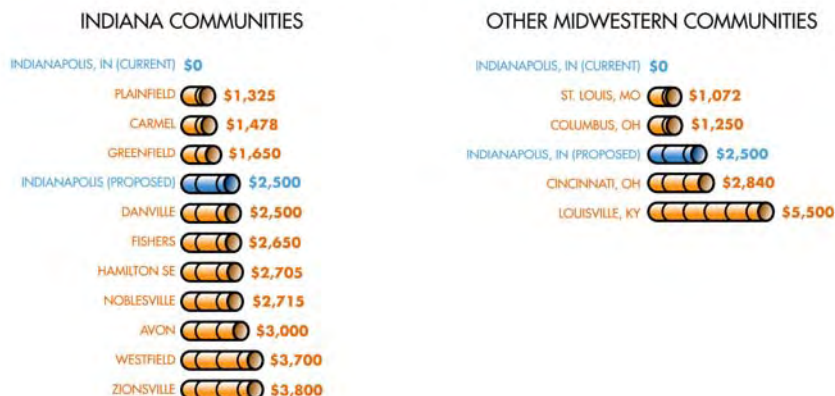 INDIANA COMMUNITIES
INDIANAPOLIS, IN (CURRENT) $0
PLAINFIELD $1,325
CARMEL $1,478
GREENFIELD $1,650
INDIANAPOLIS (PROPOSED) $2,500
DANVILLE $2,500
FISHERS $2,650
HAMILTON SE $2,705
NOBLESVILLE $2,715
AVON $3,000
WESTFIELD $3,700
ZIONSVILLE $3,800
OTHER MIDWESTERN COMMUNITIES
INDIANAPOLIS, IN (CURRENT) $0
ST. LOUIS, MO $1,072
COLUMBUS, OH $1,250
INDIANAPOLIS, IN (PROPOSED) $2,500
CINCINNATI, OH $2,840
LOUISVILLE, KY $5,500